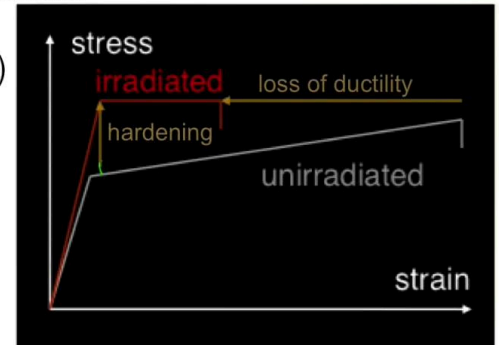 )
stress
irradiated
loss of ductility
hardening
unirradiated
strain